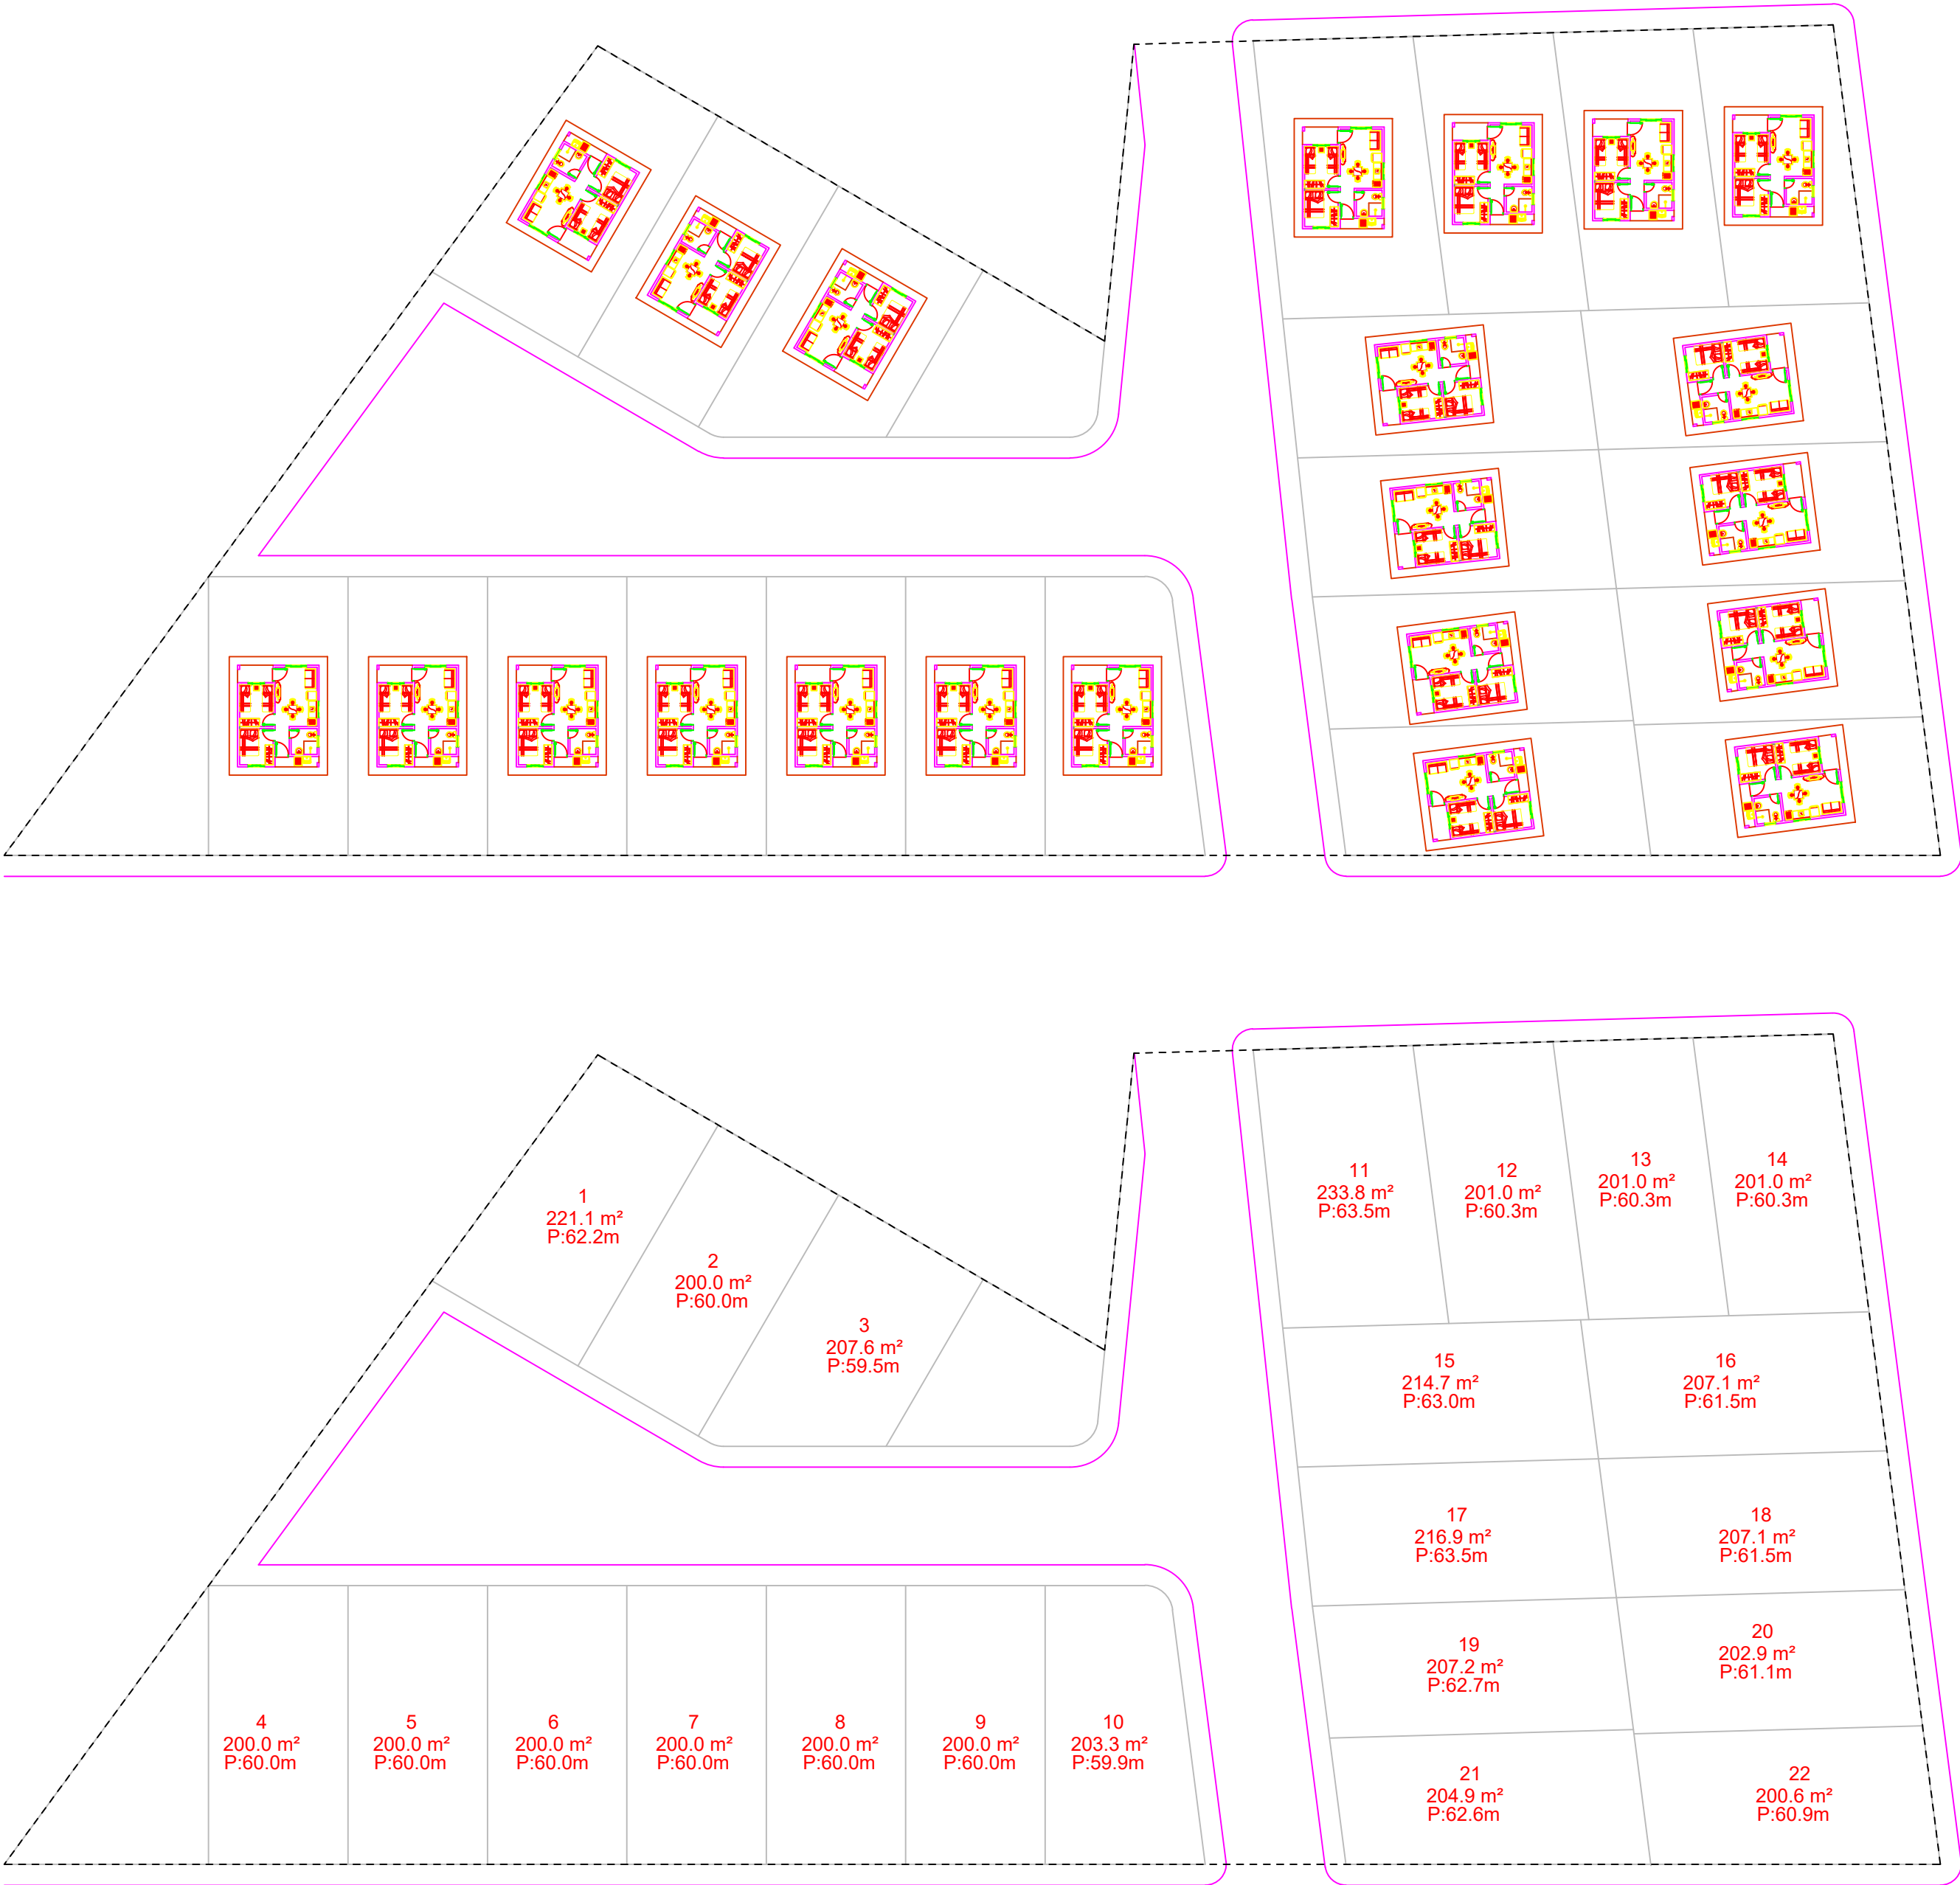 1
221.1 m²
P:62.2m
2
200.0 m²
P:60.0m
3
207.6 m²
P:59.5m
4
200.0 m²
P:60.0m
5
200.0 m²
P:60.0m
6
200.0 m²
P:60.0m
7
200.0 m²
P:60.0m
8
200.0 m²
P:60.0m
9
200.0 m²
P:60.0m
10
203.3 m²
P:59.9m
11
233.8 m²
P:63.5m
12
201.0 m²
P:60.3m
13
201.0 m²
P:60.3m
14
201.0 m²
P:60.3m
15
214.7 m²
P:63.0m
16
207.1 m²
P:61.5m
17
216.9 m²
P:63.5m
18
207.1 m²
P:61.5m
19
207.2 m²
P:62.7m
20
202.9 m²
P:61.1m
21
204.9 m²
P:62.6m
22
200.6 m²
P:60.9m